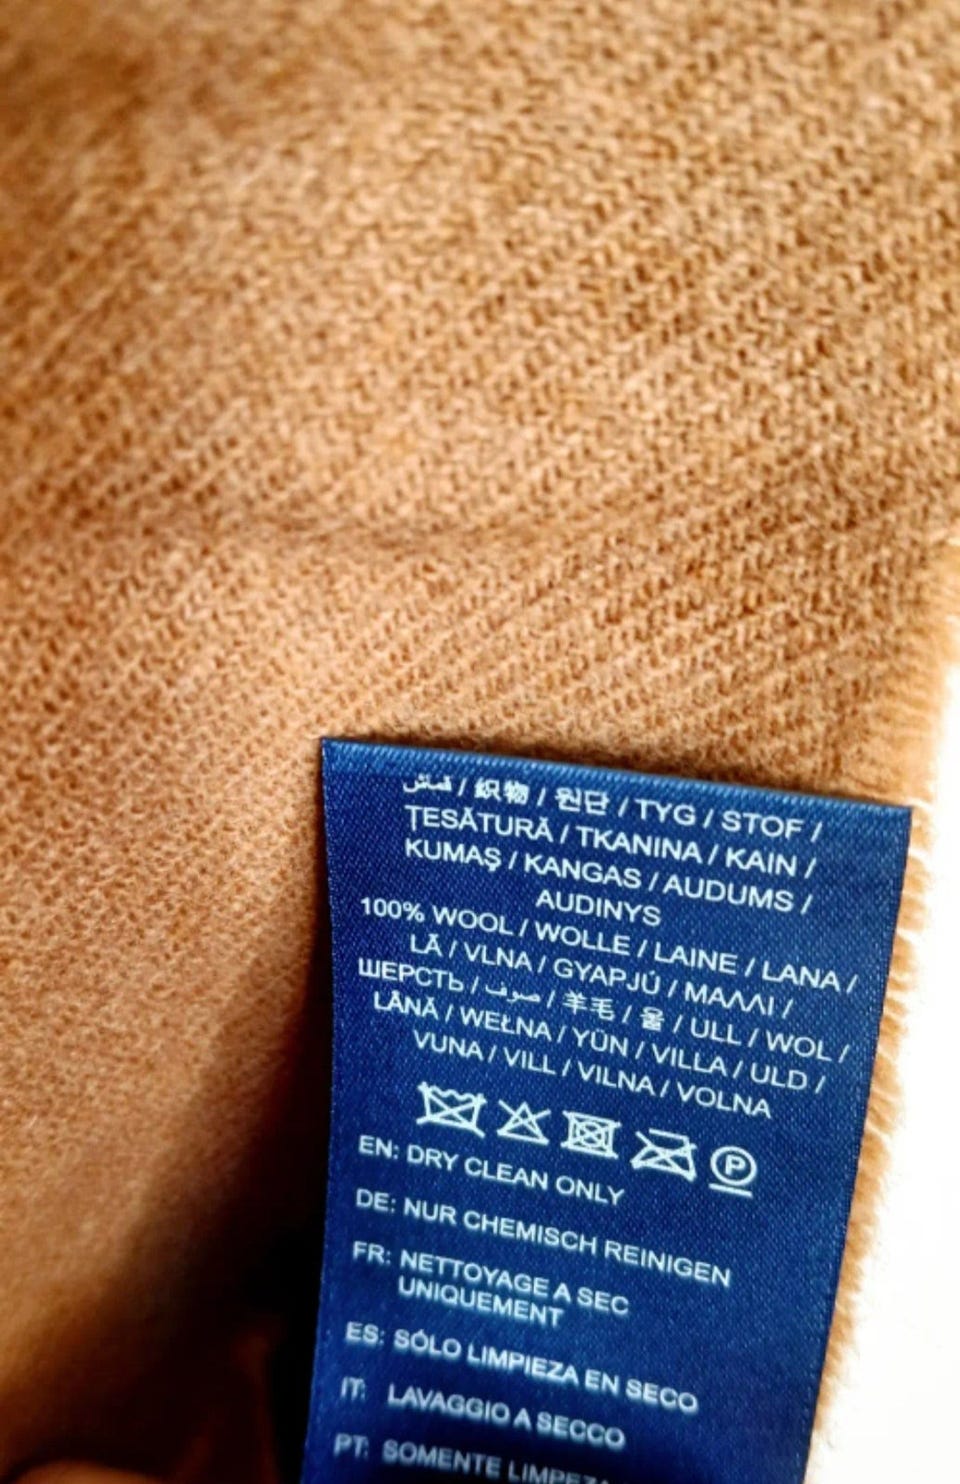 قماش / 織物 / 원단 / TYG / STOF /
ȚESĂTURĂ / TKANINA / KAIN /
KUMAŞ / KANGAS / AUDUMS /
AUDINYS
100% WOOL / WOLLE / LAINE / LANA /
LÃ / VLNA / GYAPJÚ / ΜΑΛΛΙ /
ШЕРСТЬ / صوف / 羊毛 / 울 / ULL / WOL /
LÂNĂ / WEŁNA / YÜN / VILLA / ULD /
VUNA / VILL / VILNA / VOLNA
P
EN: DRY CLEAN ONLY
DE: NUR CHEMISCH REINIGEN
FR: NETTOYAGE A SEC
UNIQUEMENT
ES: SÓLO LIMPIEZA EN SECO
IT: LAVAGGIO A SECCO
PT: SOMENTE